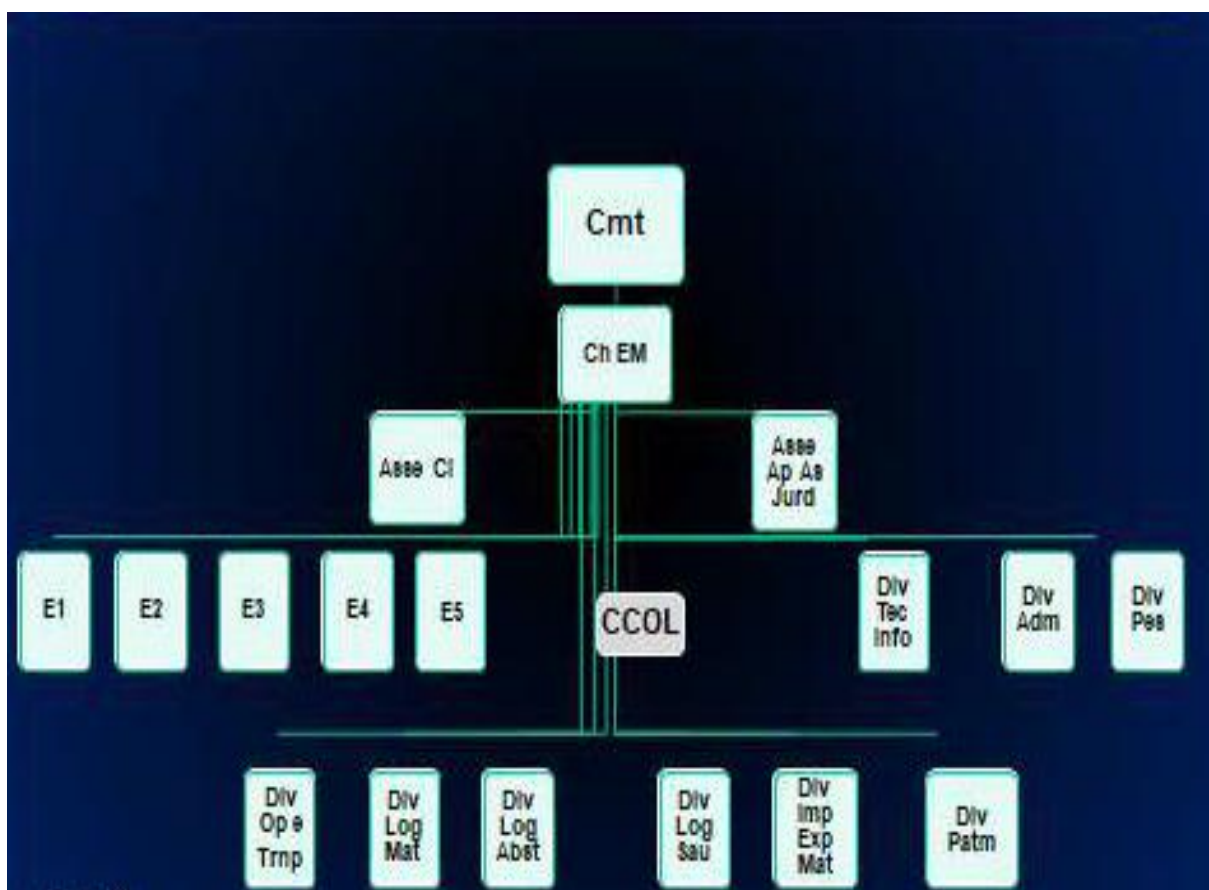 Cmt
Ch EM
Asse CI
Asse
Ap As
Jurd
E1
E2
E3
E4
E5
CCOL
Div
Tec
Info
Div
Adm
Div
Pes
Div
Op e
Trnp
Div
Log
Mat
Div
Log
Abst
Div
Log
Sau
Div
Imp
Exp
Mat
Div
Patm